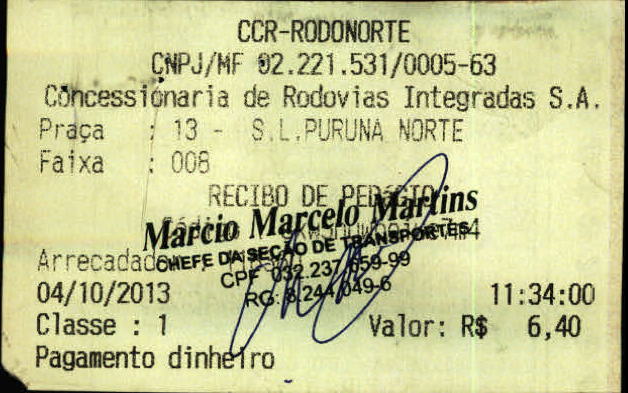 CCR-RODONORTE
CNPJ/MF 02.221.531/0005-63
Concessionaria de Rodovias Integradas S.A.
Praça : 13 - S.L.PURUNA NORTE
Faixa : 008
RECIBO DE PEDÁGIO
Marcio Marcelo Martins
CHEFE DA SEÇÃO DE TRANSPORTES
CPF 032.237.659-99
Arrecadado
RG: 8.244.049-6
04/10/2013 11:34:00
Classe : 1 Valor: R$ 6,40
Pagamento dinheiro